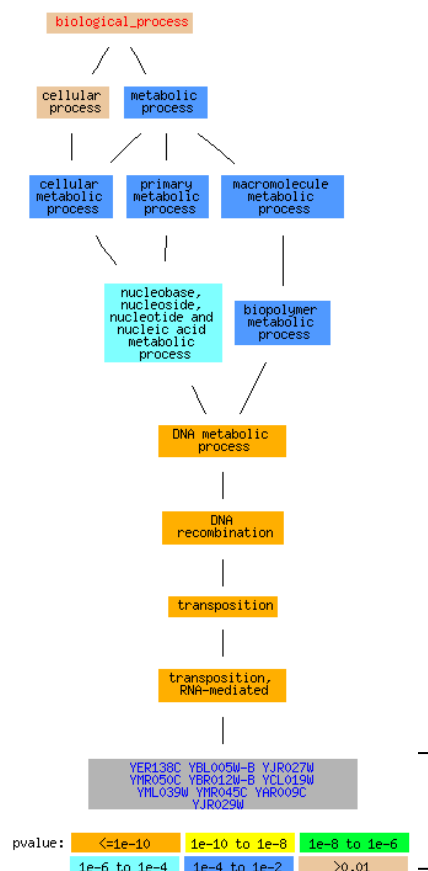 biological_process
cellular
process
metabolic
process
cellular
metabolic
process
primary
metabolic
process
macromolecule
metabolic
process
nucleobase,
nucleoside,
nucleotide and
nucleic acid
metabolic
process
biopolymer
metabolic
process
DNA metabolic
process
DNA
recombination
transposition
transposition,
RNA-mediated
YER138C YBL005W-B YJR027W
YMR050C YBR012W-B YCL019W
YML039W YMR045C YAR009C
YJR029W
pvalue: <=1e-10 1e-10 to 1e-8 1e-8 to 1e-6
1e-6 to 1e-4 1e-4 to 1e-2 >0.01